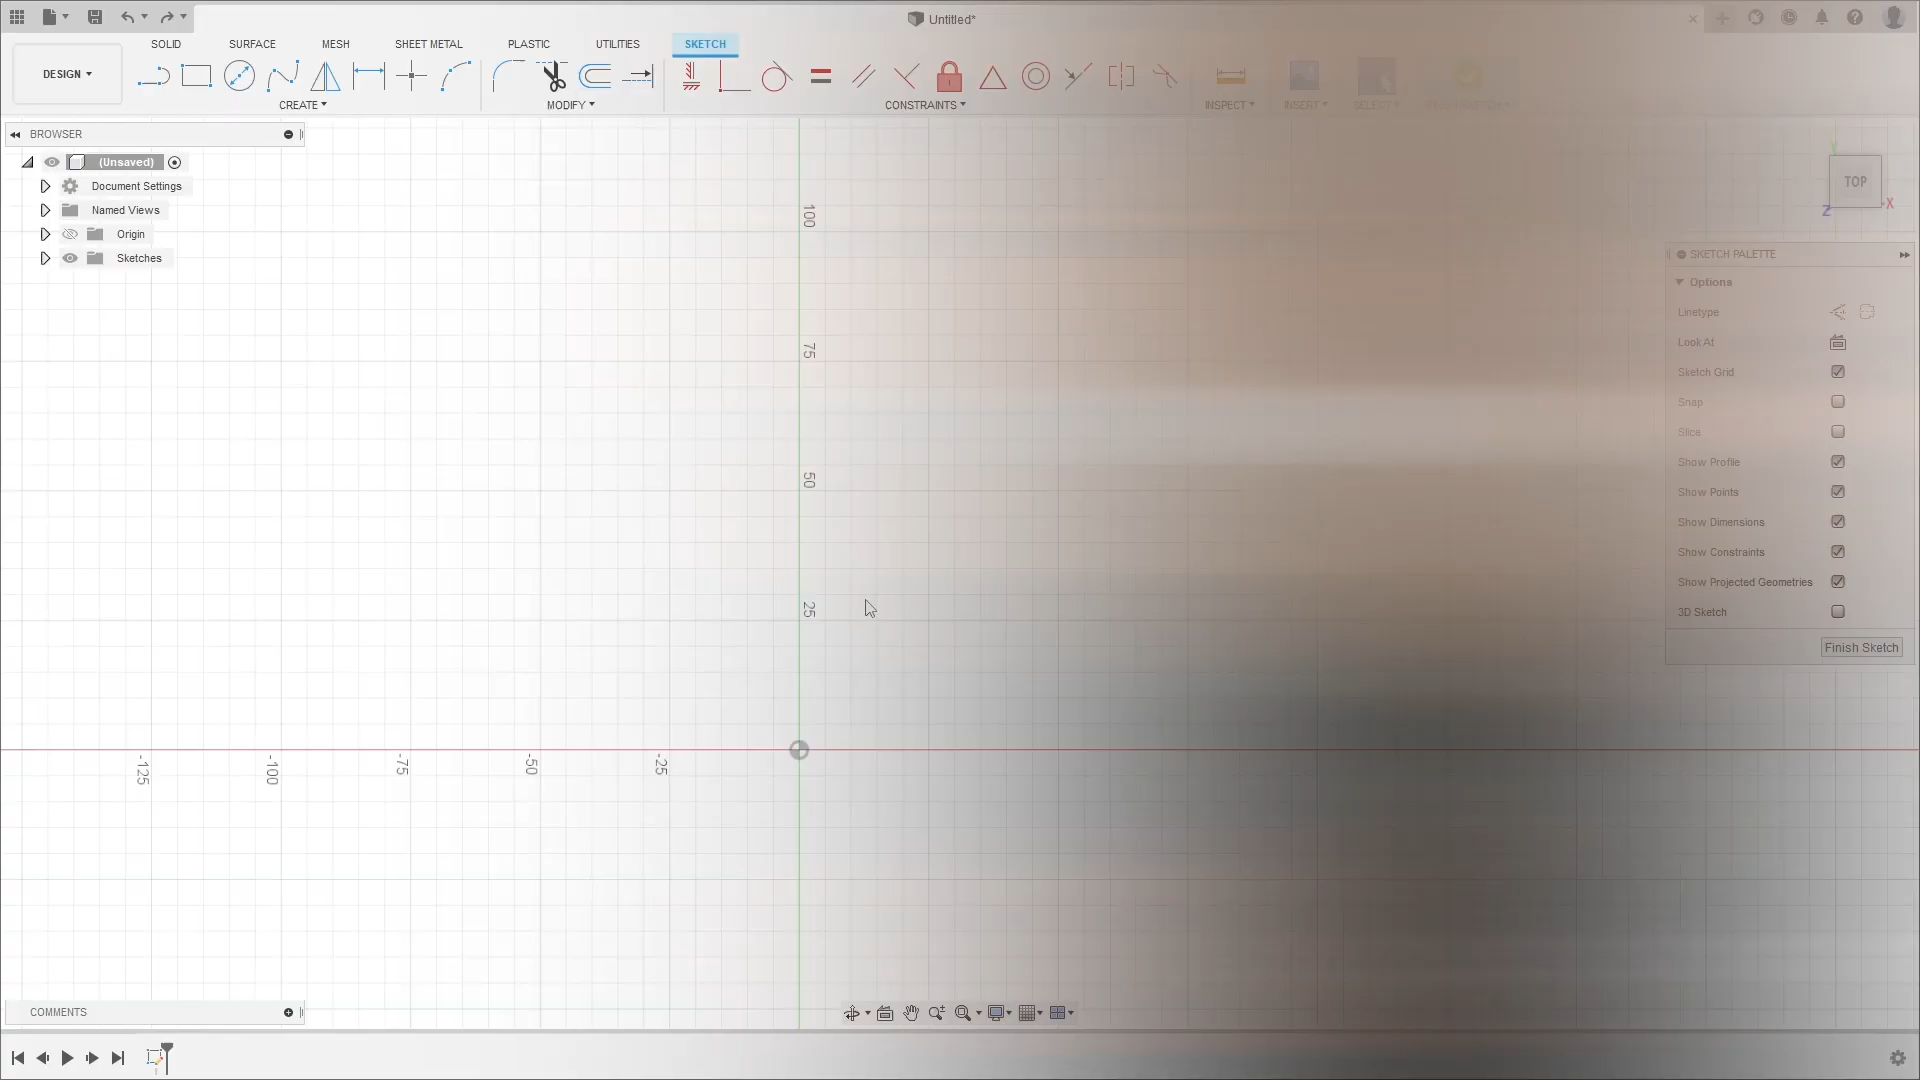 Untitled*
SOLID
SURFACE
MESH
SHEET METAL
PLASTIC
UTILITIES
SKETCH
DESIGN
CREATE
MODIFY
CONSTRAINTS
INSPECT
INSERT
SELECT
BROWSER
(Unsaved)
Document Settings
Named Views
Origin
Sketches
100
75
50
25
-125
-100
-75
-50
-25
TOP
Y
X
Z
SKETCH PALETTE
Options
Linetype
Look At
Sketch Grid
Snap
Slice
Show Profile
Show Points
Show Dimensions
Show Constraints
Show Projected Geometries
3D Sketch
Finish Sketch
COMMENTS